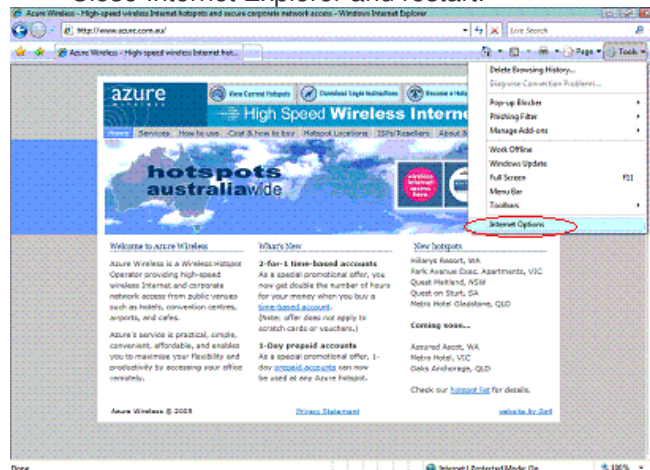 Close Internet Explorer and restart.
Azure Wireless - High-speed wireless Internet hotspots and secure corporate network access - Windows Internet Explorer
http://www.azure.com.au/
Live Search
Azure Wireless - High-speed wireless Internet hot...
Page
Tools
Delete Browsing History...
Diagnose Connection Problems...
Pop-up Blocker
Phishing Filter
Manage Add-ons
Work Offline
Windows Update
Full Screen F11
Menu Bar
Toolbars
Internet Options
azure
wireless
View Current Hotspots
Download Login Instructions
Become a
High Speed Wireless Interne
Home Services How to use Cost & how to buy Hotspot Locations ISPs/Resellers About
hotspots
australiawide
wireless
internet
access
here
Welcome to Azure Wireless
Azure Wireless is a Wireless Hotspot
Operator providing high-speed
wireless Internet and corporate
network access from public venues
such as hotels, convention centres,
airports, and cafes.
Azure's service is practical, simple,
convenient, affordable, and enables
you to maximise your flexibility and
productivity by accessing your office
remotely.
What's New
2-for-1 time-based accounts
As a special promotional offer, you
now get double the number of hours
for your money when you buy a
time-based account.
(Note: offer does not apply to
scratch cards or vouchers.)
1-Day prepaid accounts
As a special promotional offer, 1-
day prepaid accounts can now
be used at any Azure hotspot.
New hotspots
Hillarys Resort, WA
Park Avenue Exec. Apartments, VIC
Quest Maitland, NSW
Quest on Sturt, SA
Metro Hotel Gladstone, QLD
Coming soon...
Assured Ascot, WA
Metro Hotel, VIC
Oaks Anchorage, QLD
Check our hotspot list for details.
Azure Wireless © 2008
Privacy Statement
website by
Done
Internet | Protected Mode: On
100%